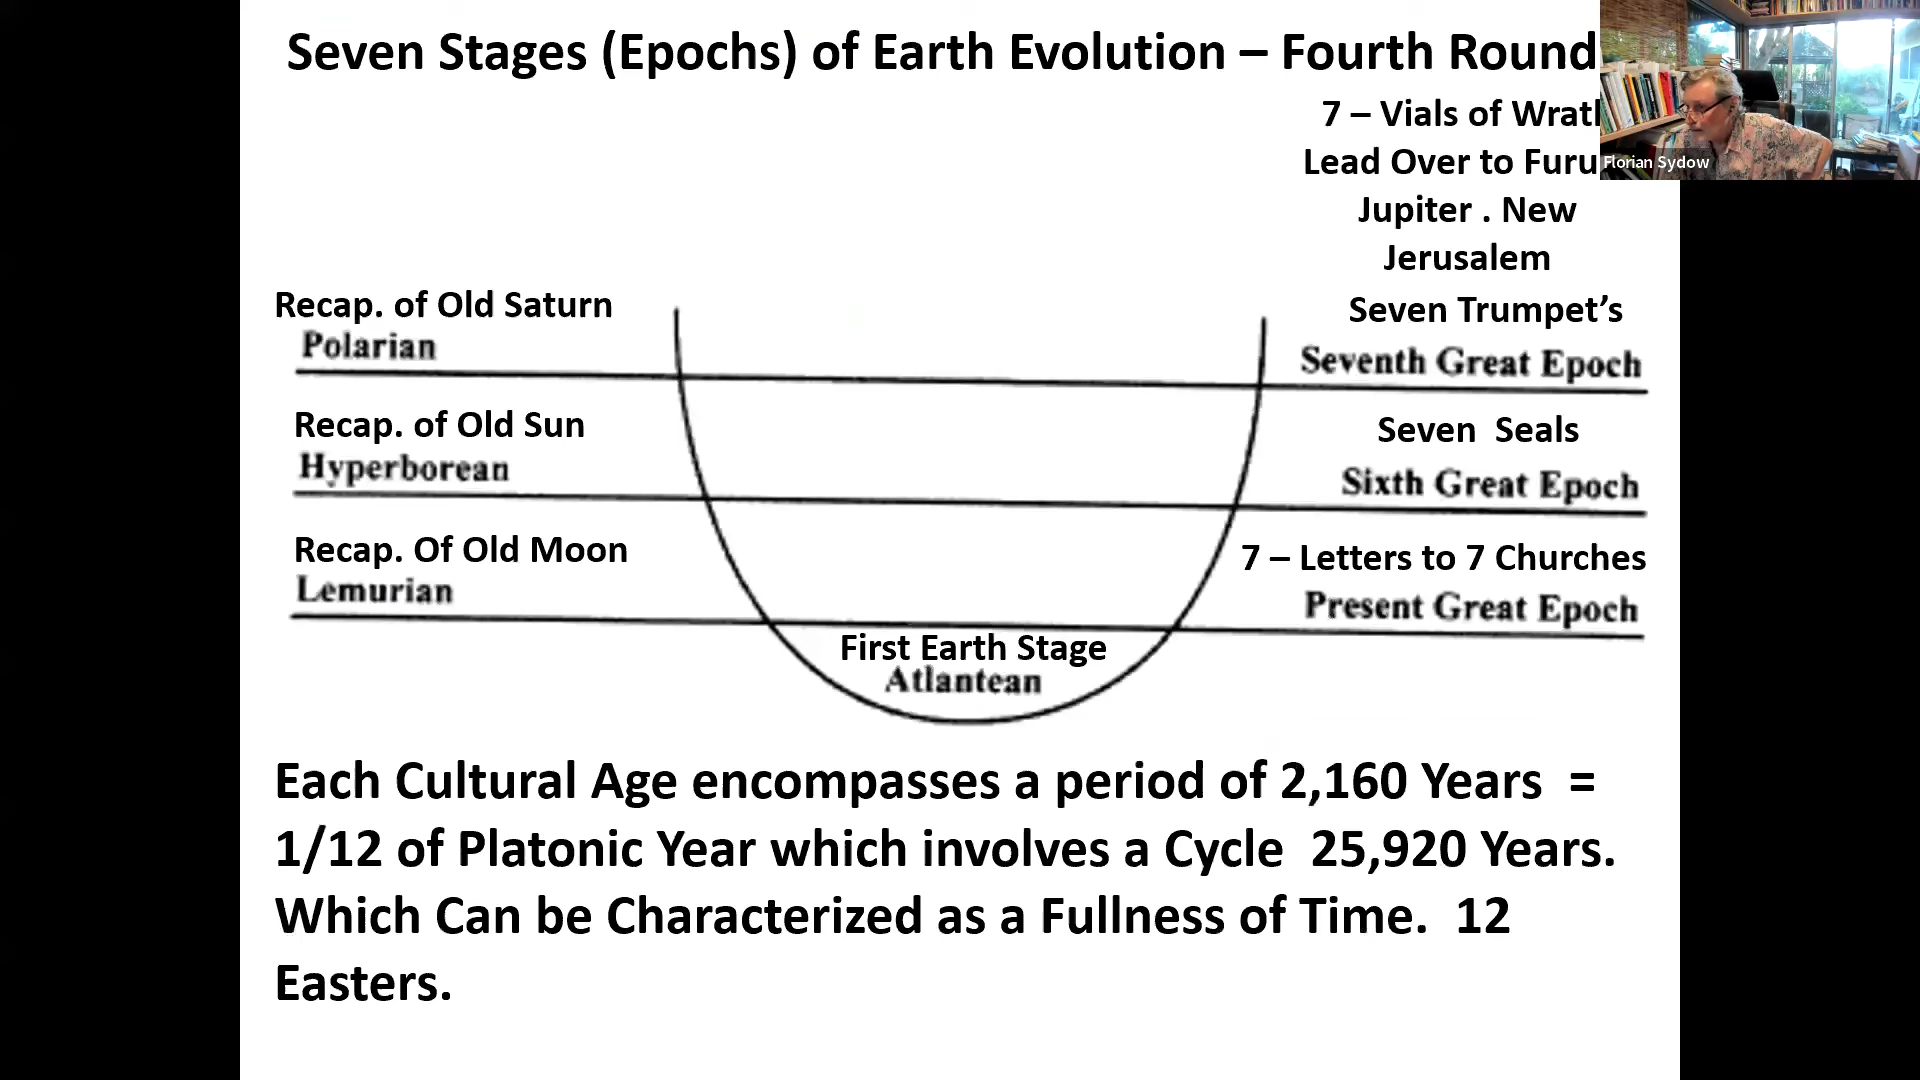 Seven Stages (Epochs) of Earth Evolution – Fourth Round
7 – Vials of
Lead Over to
Jupiter . New
Jerusalem
Florian Sydow
Recap. of Old Saturn
Polarian
Seven Trumpet’s
Seventh Great Epoch
Recap. of Old Sun
Hyperborean
Seven Seals
Sixth Great Epoch
Recap. Of Old Moon
Lemurian
7 – Letters to 7 Churches
Present Great Epoch
First Earth Stage
Atlantean
Each Cultural Age encompasses a period of 2,160 Years =
1/12 of Platonic Year which involves a Cycle 25,920 Years.
Which Can be Characterized as a Fullness of Time. 12
Easters.